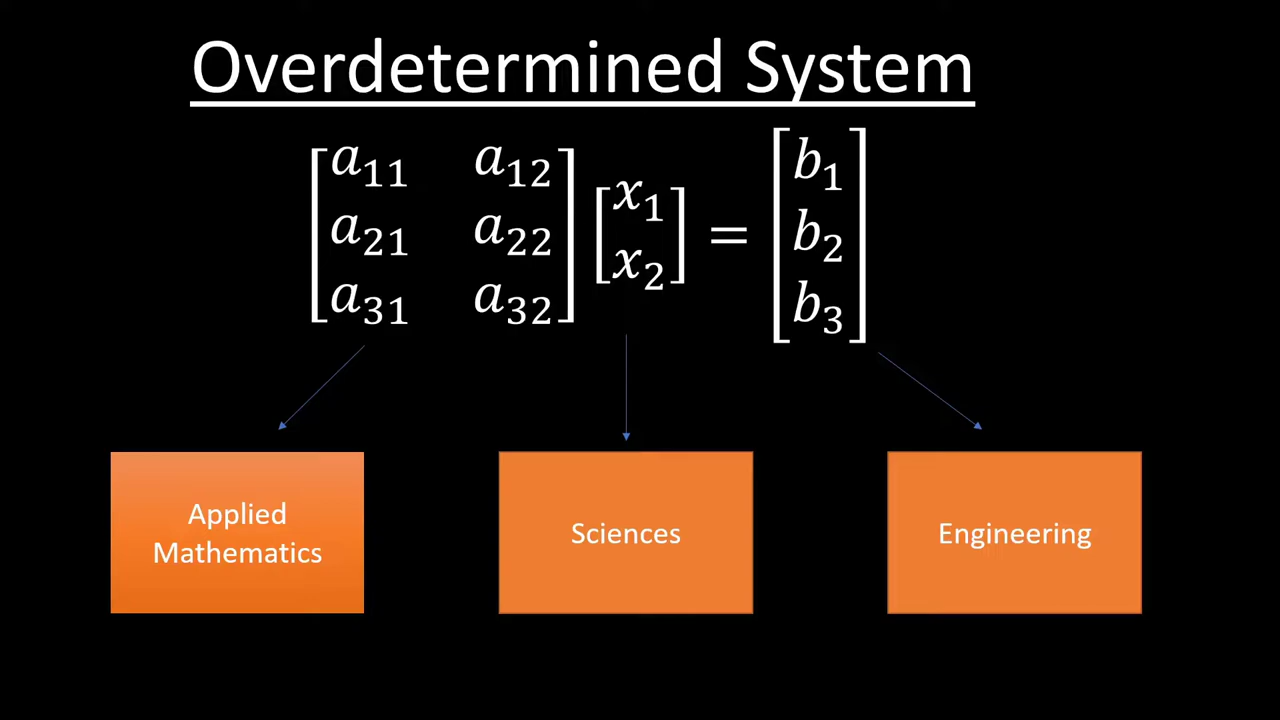 Overdetermined System
[a₁₁ a₁₂
a₂₁ a₂₂
a₃₁ a₃₂] [x₁
x₂] = [b₁
b₂
b₃]
Applied
Mathematics
Sciences
Engineering